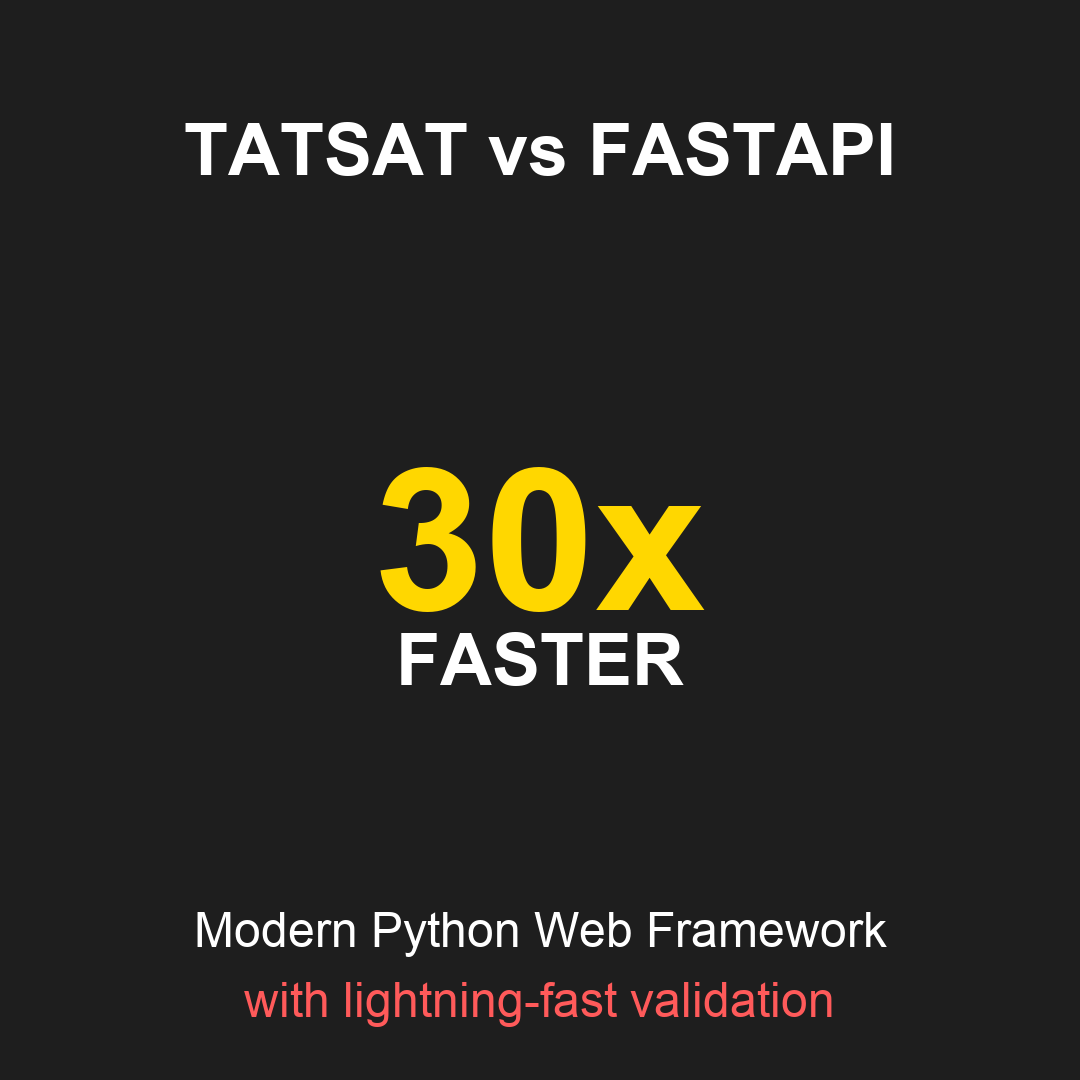 TATSAT vs FASTAPI
30x
FASTER
Modern Python Web Framework
with lightning-fast validation